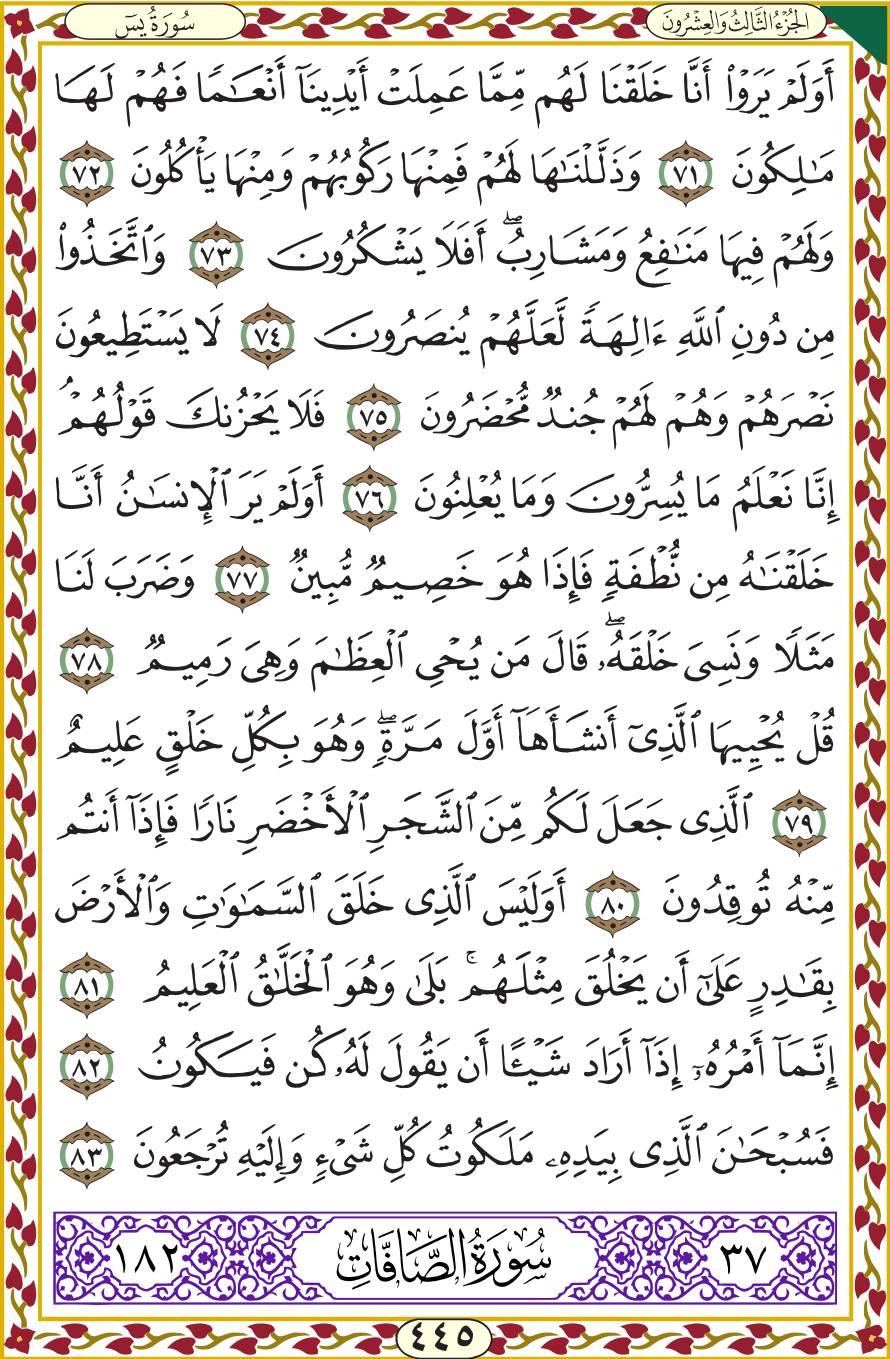 الجُزْءُ الثَّالِثُ وَالعِشْرُونَ
سُورَةُ يسٓ
أَوَلَمْ يَرَوْا۟ أَنَّا خَلَقْنَا لَهُم مِّمَّا عَمِلَتْ أَيْدِينَآ أَنْعَـٰمًا فَهُمْ لَهَا
مَـٰلِكُونَ ٧١ وَذَلَّلْنَـٰهَا لَهُمْ فَمِنْهَا رَكُوبُهُمْ وَمِنْهَا يَأْكُلُونَ ٧٢
وَلَهُمْ فِيهَا مَنَـٰفِعُ وَمَشَارِبُ ۖ أَفَلَا يَشْكُرُونَ ٧٣ وَٱتَّخَذُوا۟
مِن دُونِ ٱللَّهِ ءَالِهَةً لَّعَلَّهُمْ يُنصَرُونَ ٧٤ لَا يَسْتَطِيعُونَ
نَصْرَهُمْ وَهُمْ لَهُمْ جُندٌ مُّحْضَرُونَ ٧٥ فَلَا يَحْزُنكَ قَوْلُهُمْ ۘ
إِنَّا نَعْلَمُ مَا يُسِرُّونَ وَمَا يُعْلِنُونَ ٧٦ أَوَلَمْ يَرَ ٱلْإِنسَـٰنُ أَنَّا
خَلَقْنَـٰهُ مِن نُّطْفَةٍ فَإِذَا هُوَ خَصِيمٌ مُّبِينٌ ٧٧ وَضَرَبَ لَنَا
مَثَلًا وَنَسِىَ خَلْقَهُۥ ۖ قَالَ مَن يُحْىِ ٱلْعِظَـٰمَ وَهِىَ رَمِيمٌ ٧٨
قُلْ يُحْيِيهَا ٱلَّذِىٓ أَنشَأَهَآ أَوَّلَ مَرَّةٍ ۖ وَهُوَ بِكُلِّ خَلْقٍ عَلِيمٌ
٧٩ ٱلَّذِى جَعَلَ لَكُم مِّنَ ٱلشَّجَرِ ٱلْأَخْضَرِ نَارًا فَإِذَآ أَنتُم
مِّنْهُ تُوقِدُونَ ٨٠ أَوَلَيْسَ ٱلَّذِى خَلَقَ ٱلسَّمَـٰوَٰتِ وَٱلْأَرْضَ
بِقَـٰدِرٍ عَلَىٰٓ أَن يَخْلُقَ مِثْلَهُم ۚ بَلَىٰ وَهُوَ ٱلْخَلَّـٰقُ ٱلْعَلِيمُ ٨١
إِنَّمَآ أَمْرُهُۥٓ إِذَآ أَرَادَ شَيْـًٔا أَن يَقُولَ لَهُۥ كُن فَيَكُونُ ٨٢
فَسُبْحَـٰنَ ٱلَّذِى بِيَدِهِۦ مَلَكُوتُ كُلِّ شَىْءٍ وَإِلَيْهِ تُرْجَعُونَ ٨٣
٣٧ سُورَةُ الصَّافَّاتِ ١٨٢
٤٤٥